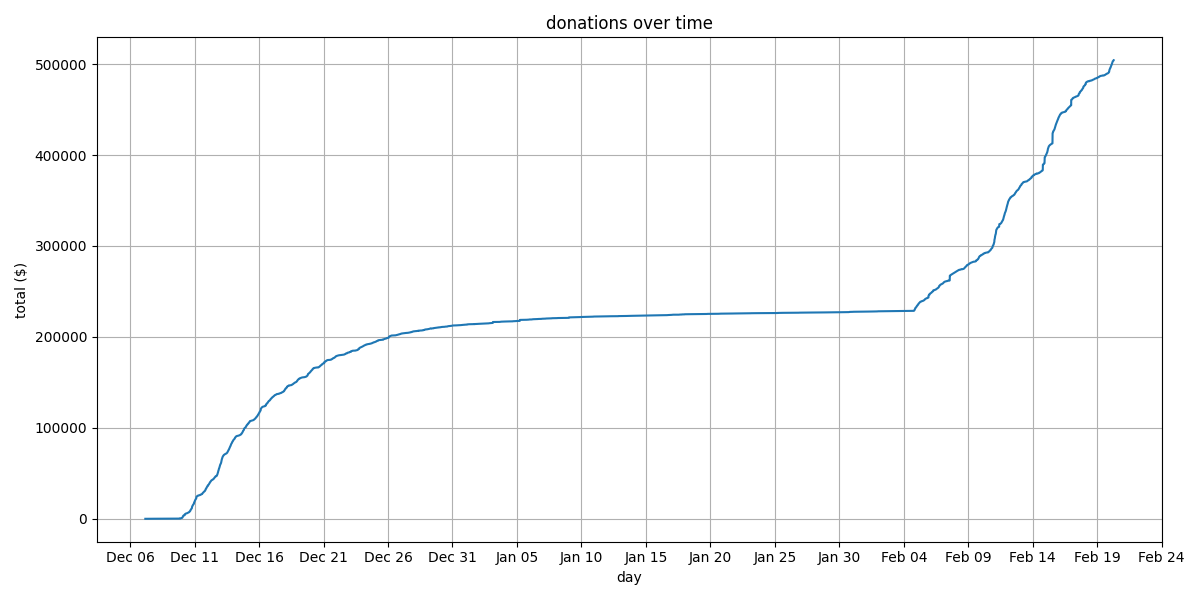 donations over time
total ($)
500000
400000
300000
200000
100000
0
Dec 06 Dec 11 Dec 16 Dec 21 Dec 26 Dec 31 Jan 05 Jan 10 Jan 15 Jan 20 Jan 25 Jan 30 Feb 04 Feb 09 Feb 14 Feb 19 Feb 24
day